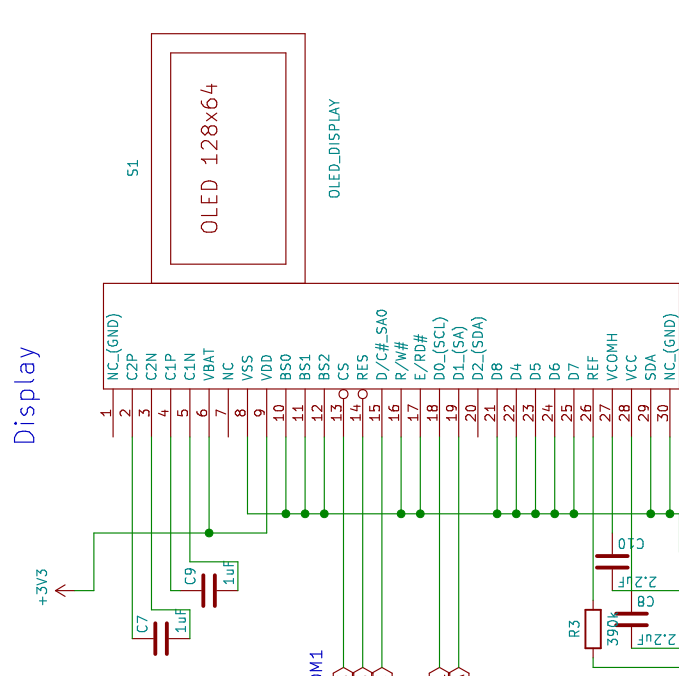 OLED 128x64
S1
OLED_DISPLAY
Display
NC_(GND)
C2P
C2N
C1P
C1N
VBAT
NC
VSS
VDD
BS0
BS1
BS2
CS
RES
D/C#_SA0
R/W#
E/RD#
D0_(SCL)
D1_(SA)
D2_(SDA)
D8
D4
D5
D6
D7
REF
VCOMH
VCC
SDA
NC_(GND)
1
2
3
4
5
6
7
8
9
10
11
12
13
14
15
16
17
18
19
20
21
22
23
24
25
26
27
28
29
30
+3V3
C9
1uF
C7
1uF
C10
2.2uF
C8
2.2uF
R3
390k
OM1